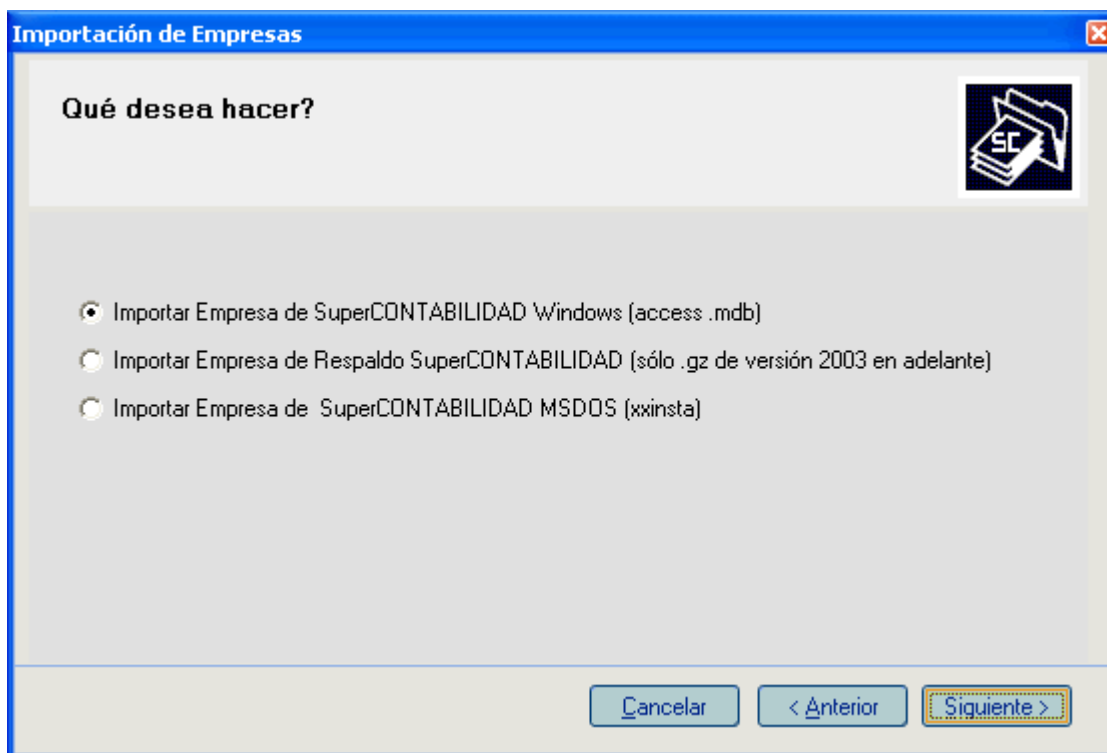 Importación de Empresas
Qué desea hacer?
SC
Importar Empresa de SuperCONTABILIDAD Windows (access .mdb)
Importar Empresa de Respaldo SuperCONTABILIDAD (sólo .gz de versión 2003 en adelante)
Importar Empresa de  SuperCONTABILIDAD MSDOS (xxinsta)
Cancelar
< Anterior
Siguiente >